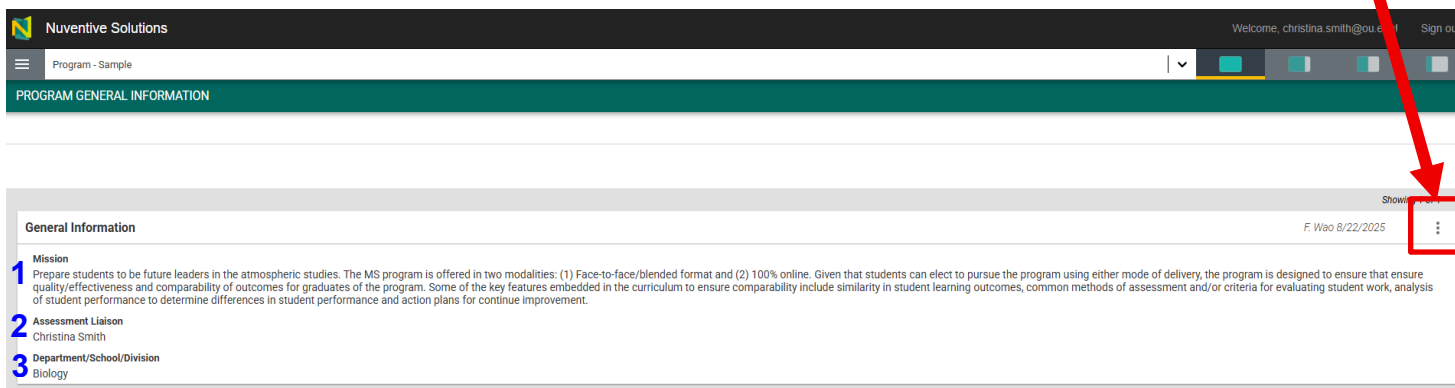 Nuventive Solutions
Welcome, christina.smith@ou.e
Sign ou
Program - Sample
PROGRAM GENERAL INFORMATION
Showing 1 of 1
General Information
F. Wao 8/22/2025
1
Mission
Prepare students to be future leaders in the atmospheric studies. The MS program is offered in two modalities: (1) Face-to-face/blended format and (2) 100% online. Given that students can elect to pursue the program using either mode of delivery, the program is designed to ensure that ensure
quality/effectiveness and comparability of outcomes for graduates of the program. Some of the key features embedded in the curriculum to ensure comparability include similarity in student learning outcomes, common methods of assessment and/or criteria for evaluating student work, analysis
of student performance to determine differences in student performance and action plans for continue improvement.
2
Assessment Liaison
Christina Smith
3
Department/School/Division
Biology